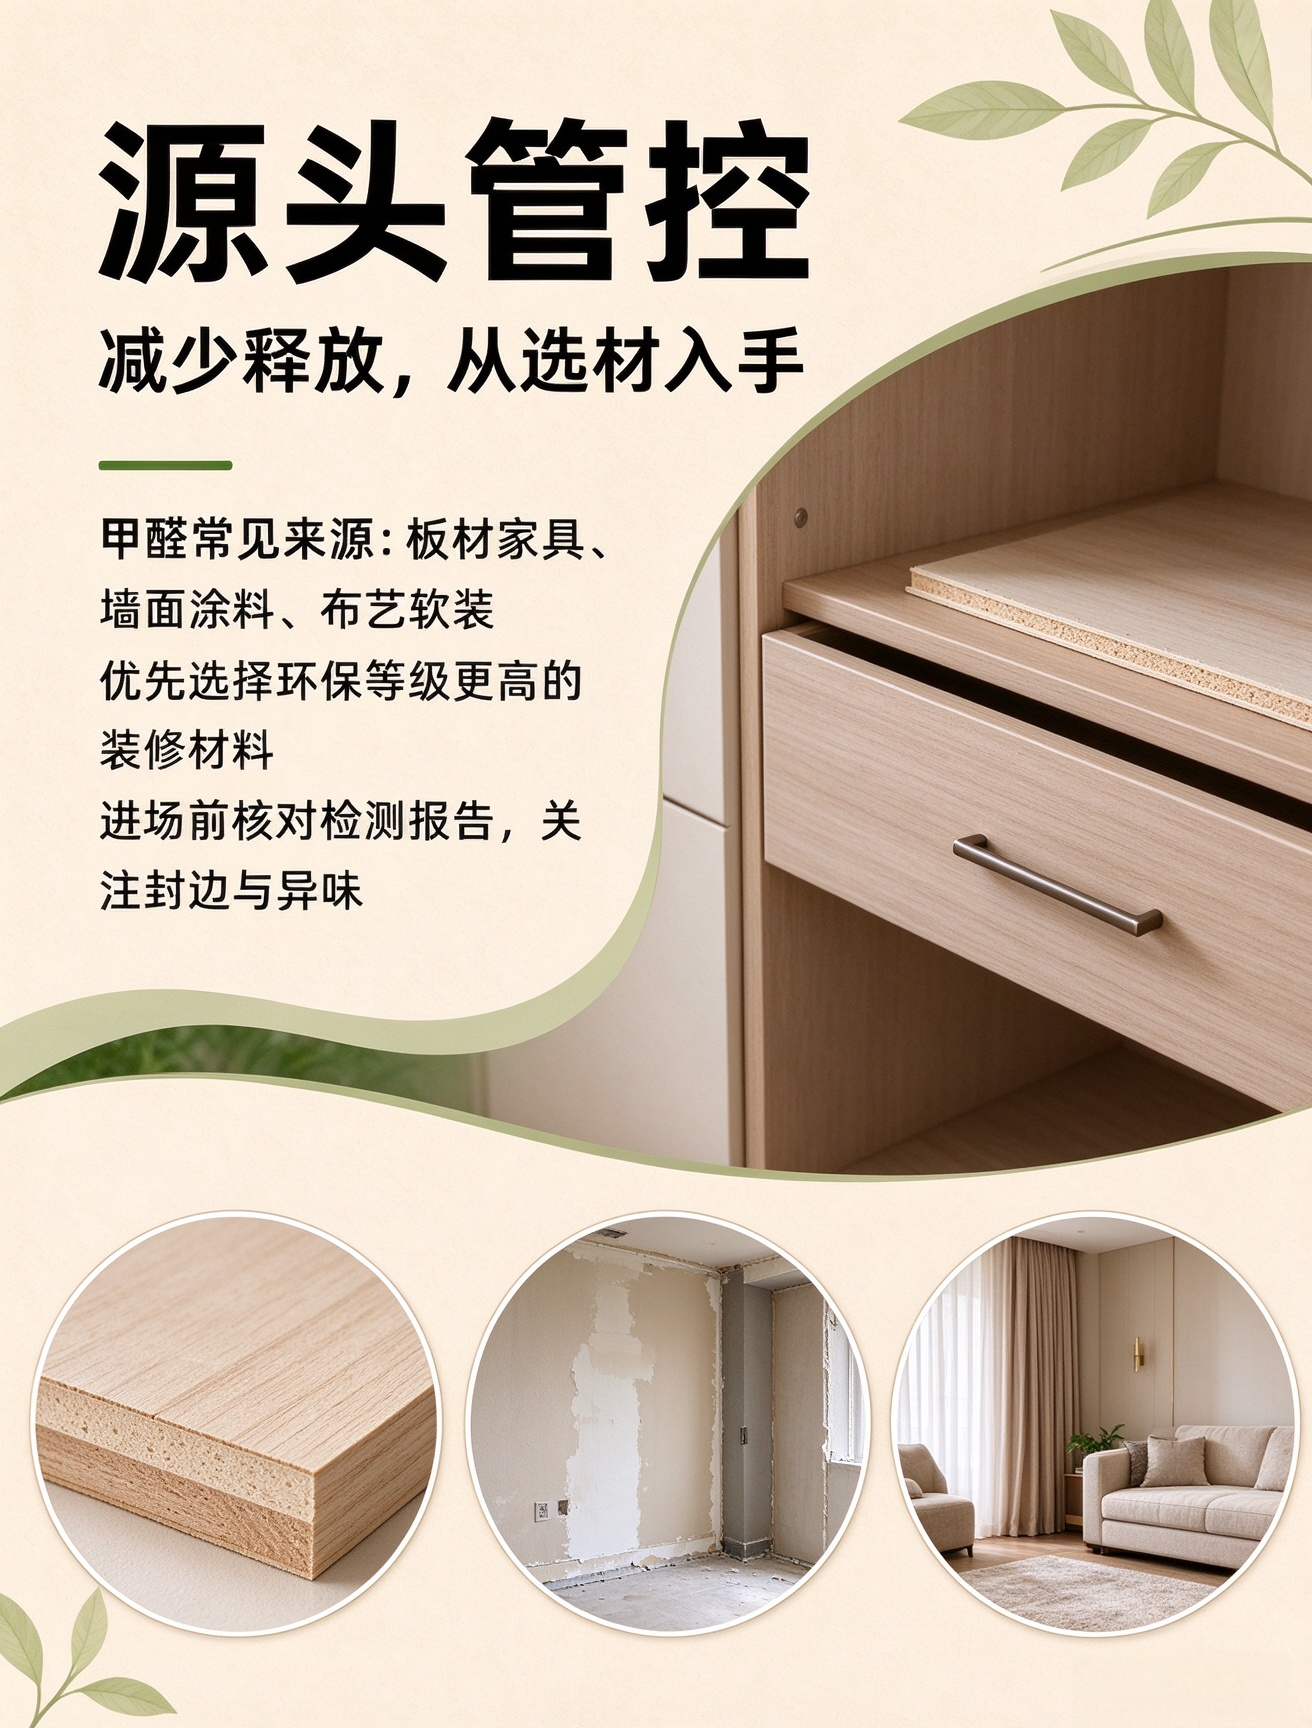 源头管控
减少释放，从选材入手
甲醛常见来源：板材家具、
墙面涂料、布艺软装
优先选择环保等级更高的
装修材料
进场前核对检测报告，关
注封边与异味